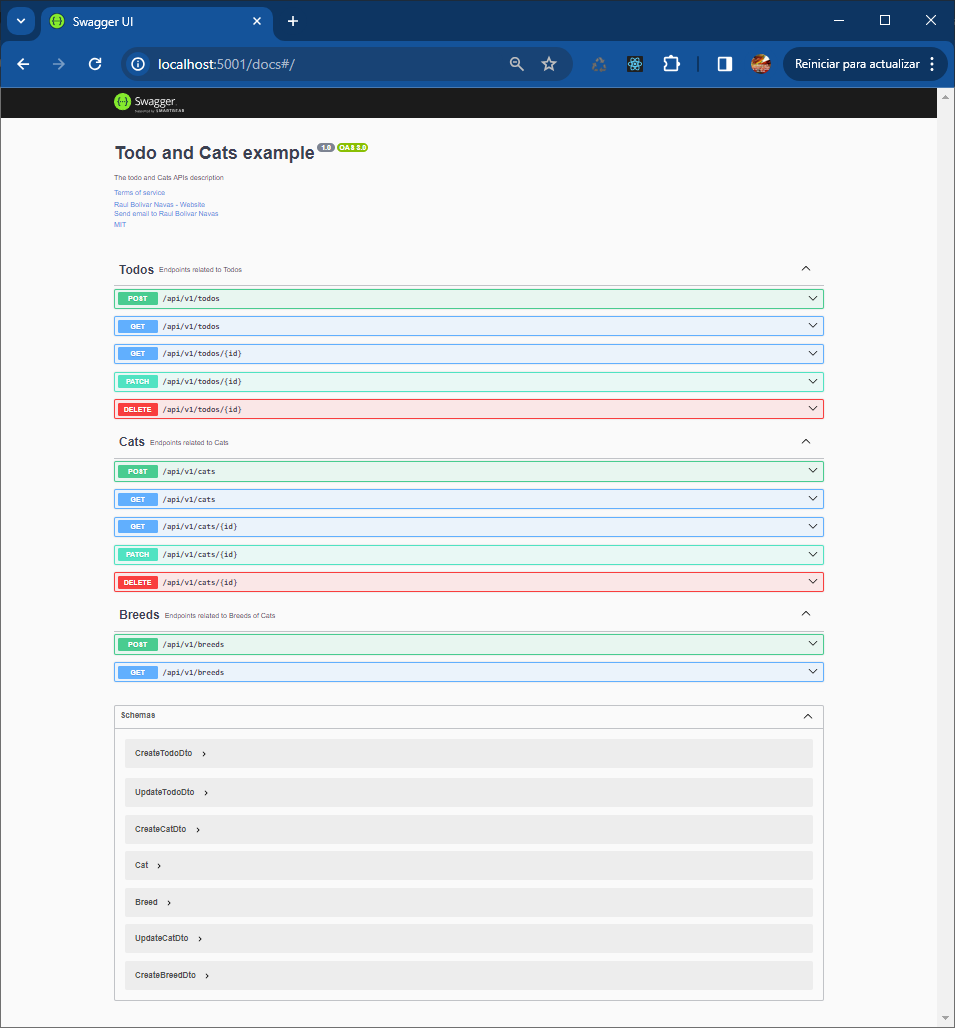 Swagger UI
localhost:5001/docs#/
Reiniciar para actualizar
Swagger
Supported by SMARTBEAR
Todo and Cats example 1.0 OAS 3.0
The todo and Cats APIs description
Terms of service
Raul Bolivar Navas - Website
Send email to Raul Bolivar Navas
MIT
Todos Endpoints related to Todos
POST /api/v1/todos
GET /api/v1/todos
GET /api/v1/todos/{id}
PATCH /api/v1/todos/{id}
DELETE /api/v1/todos/{id}
Cats Endpoints related to Cats
POST /api/v1/cats
GET /api/v1/cats
GET /api/v1/cats/{id}
PATCH /api/v1/cats/{id}
DELETE /api/v1/cats/{id}
Breeds Endpoints related to Breeds of Cats
POST /api/v1/breeds
GET /api/v1/breeds
Schemas
CreateTodoDto
UpdateTodoDto
CreateCatDto
Cat
Breed
UpdateCatDto
CreateBreedDto